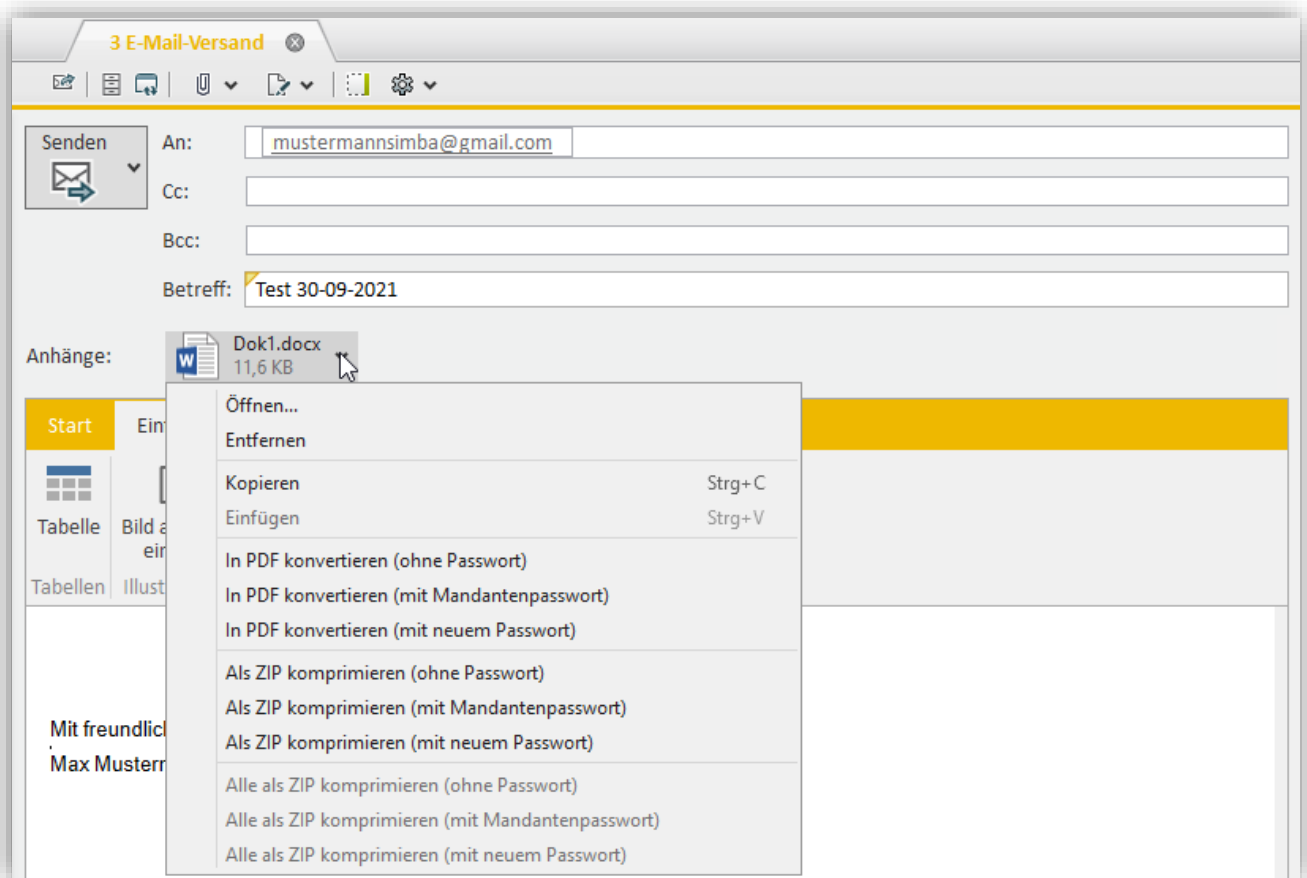 3 E-Mail-Versand
Senden
An: mustermannsimba@gmail.com
Cc:
Bcc:
Betreff: Test 30-09-2021
Anhänge:
Dok1.docx
11,6 KB
Öffnen...
Entfernen
Kopieren Strg+C
Einfügen Strg+V
In PDF konvertieren (ohne Passwort)
In PDF konvertieren (mit Mandantenpasswort)
In PDF konvertieren (mit neuem Passwort)
Als ZIP komprimieren (ohne Passwort)
Als ZIP komprimieren (mit Mandantenpasswort)
Als ZIP komprimieren (mit neuem Passwort)
Alle als ZIP komprimieren (ohne Passwort)
Alle als ZIP komprimieren (mit Mandantenpasswort)
Alle als ZIP komprimieren (mit neuem Passwort)
Start
Tabelle
Bild
Tabellen
Mit
Max